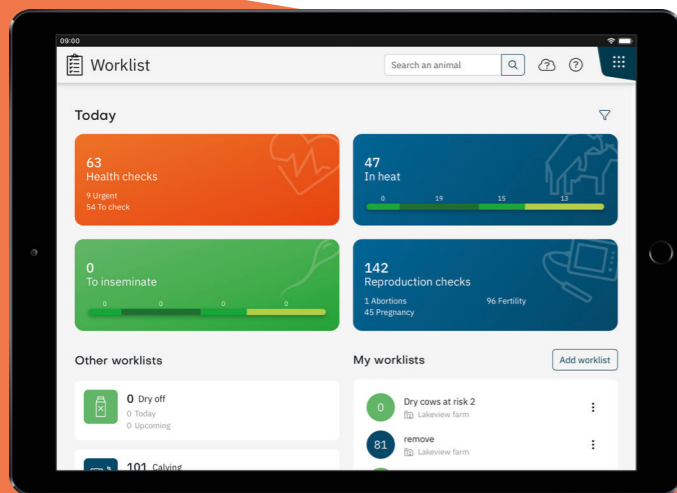 09:00
Worklist
Search an animal
Today
63
Health checks
9 Urgent
54 To check
47
In heat
0 19 15 13
0
To inseminate
0 0 0 0
142
Reproduction checks
1 Abortions 96 Fertility
45 Pregnancy
Other worklists
0 Dry off
0 Today
0 Upcoming
101 Calving
My worklists
Add worklist
0
Dry cows at risk 2
Lakeview farm
81
remove
Lakeview farm